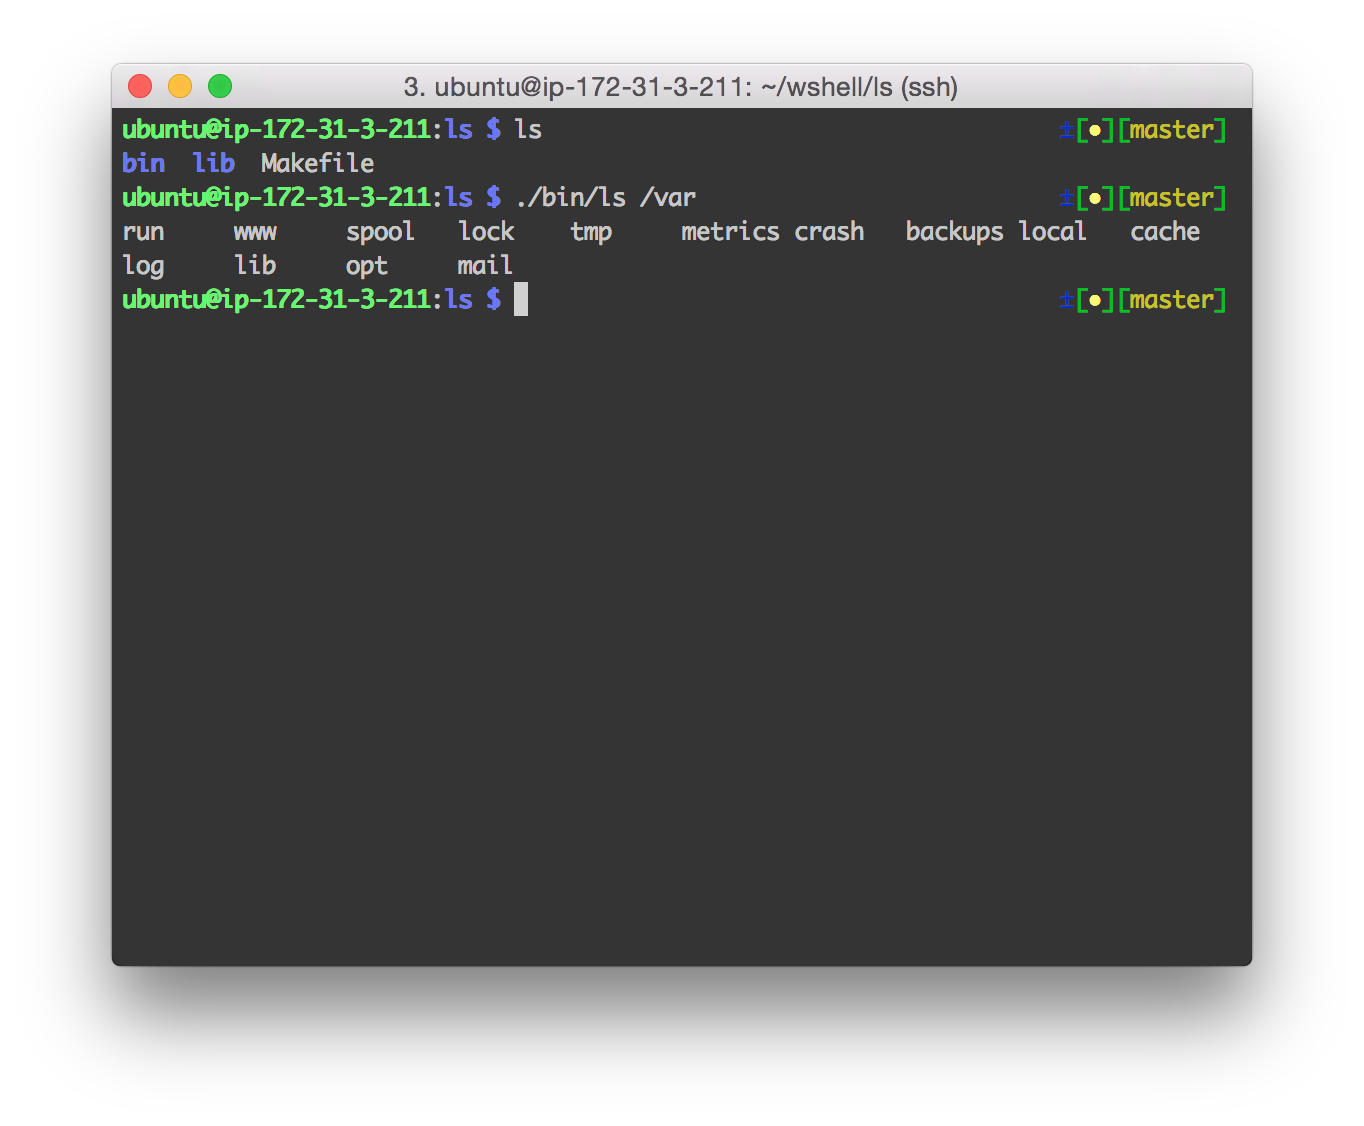 3. ubuntu@ip-172-31-3-211: ~/wshell/ls (ssh)
ubuntu@ip-172-31-3-211:ls $ ls ±[•][master]
bin lib Makefile
ubuntu@ip-172-31-3-211:ls $ ./bin/ls /var ±[•][master]
run www spool lock tmp metrics crash backups local cache
log lib opt mail
ubuntu@ip-172-31-3-211:ls $ ±[•][master]